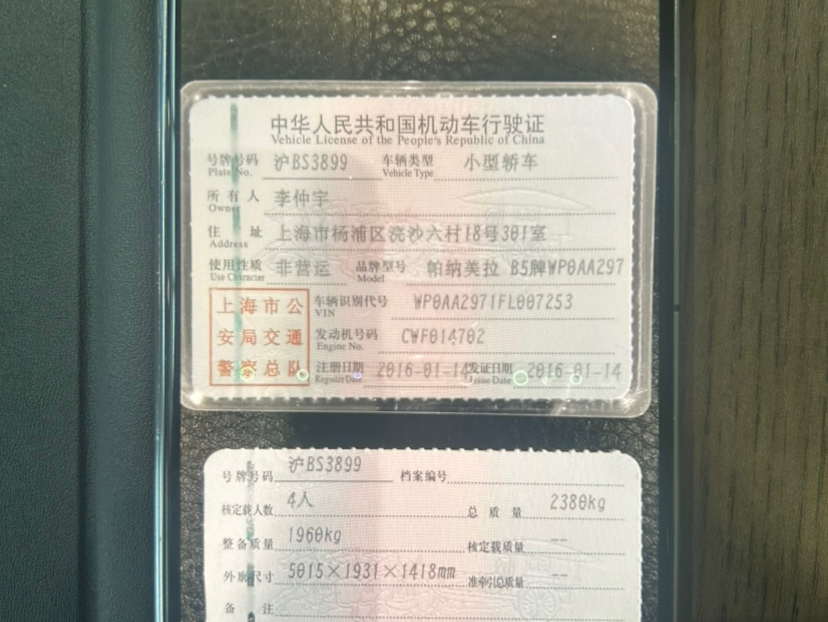 中华人民共和国机动车行驶证
Vehicle License of the People's Republic of China
号牌号码 沪BS3899 车辆类型 小型轿车
Plate No. Vehicle Type
所有人 李仲宇
Owner
住址 上海市杨浦区浣沙六村18号301室
Address
使用性质 非营运 品牌型号 帕纳美拉 B5牌WP0AA297
Use Character Model
上海市公安局交通警察总队
车辆识别代号 WP0AA2971FL007253
VIN
发动机号码 CWF014702
Engine No.
注册日期 2016-01-14 发证日期 2016-01-14
Register Date Issue Date
号牌号码 沪BS3899 档案编号
核定载人数 4人 总质量 2380kg
整备质量 1960kg 核定载质量 --
外廓尺寸 5015×1931×1418mm 准牵引总质量 --
备注